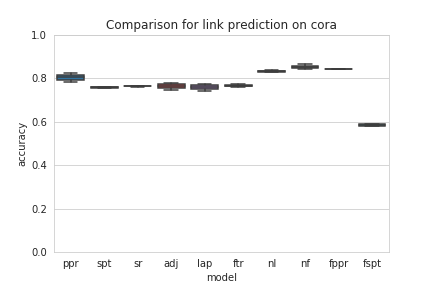 Comparison for link prediction on cora
1.0
0.8
0.6
0.4
0.2
0.0
accuracy
ppr spt sr adj lap ftr nl nf fppr fspt
model